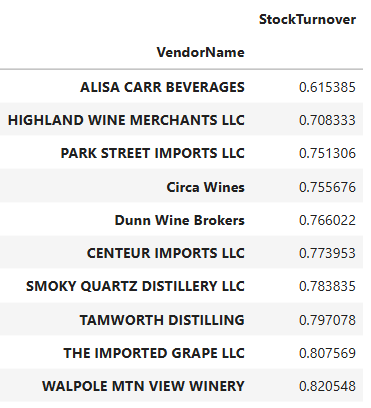 StockTurnover
VendorName
ALISA CARR BEVERAGES 0.615385
HIGHLAND WINE MERCHANTS LLC 0.708333
PARK STREET IMPORTS LLC 0.751306
Circa Wines 0.755676
Dunn Wine Brokers 0.766022
CENTEUR IMPORTS LLC 0.773953
SMOKY QUARTZ DISTILLERY LLC 0.783835
TAMWORTH DISTILLING 0.797078
THE IMPORTED GRAPE LLC 0.807569
WALPOLE MTN VIEW WINERY 0.820548